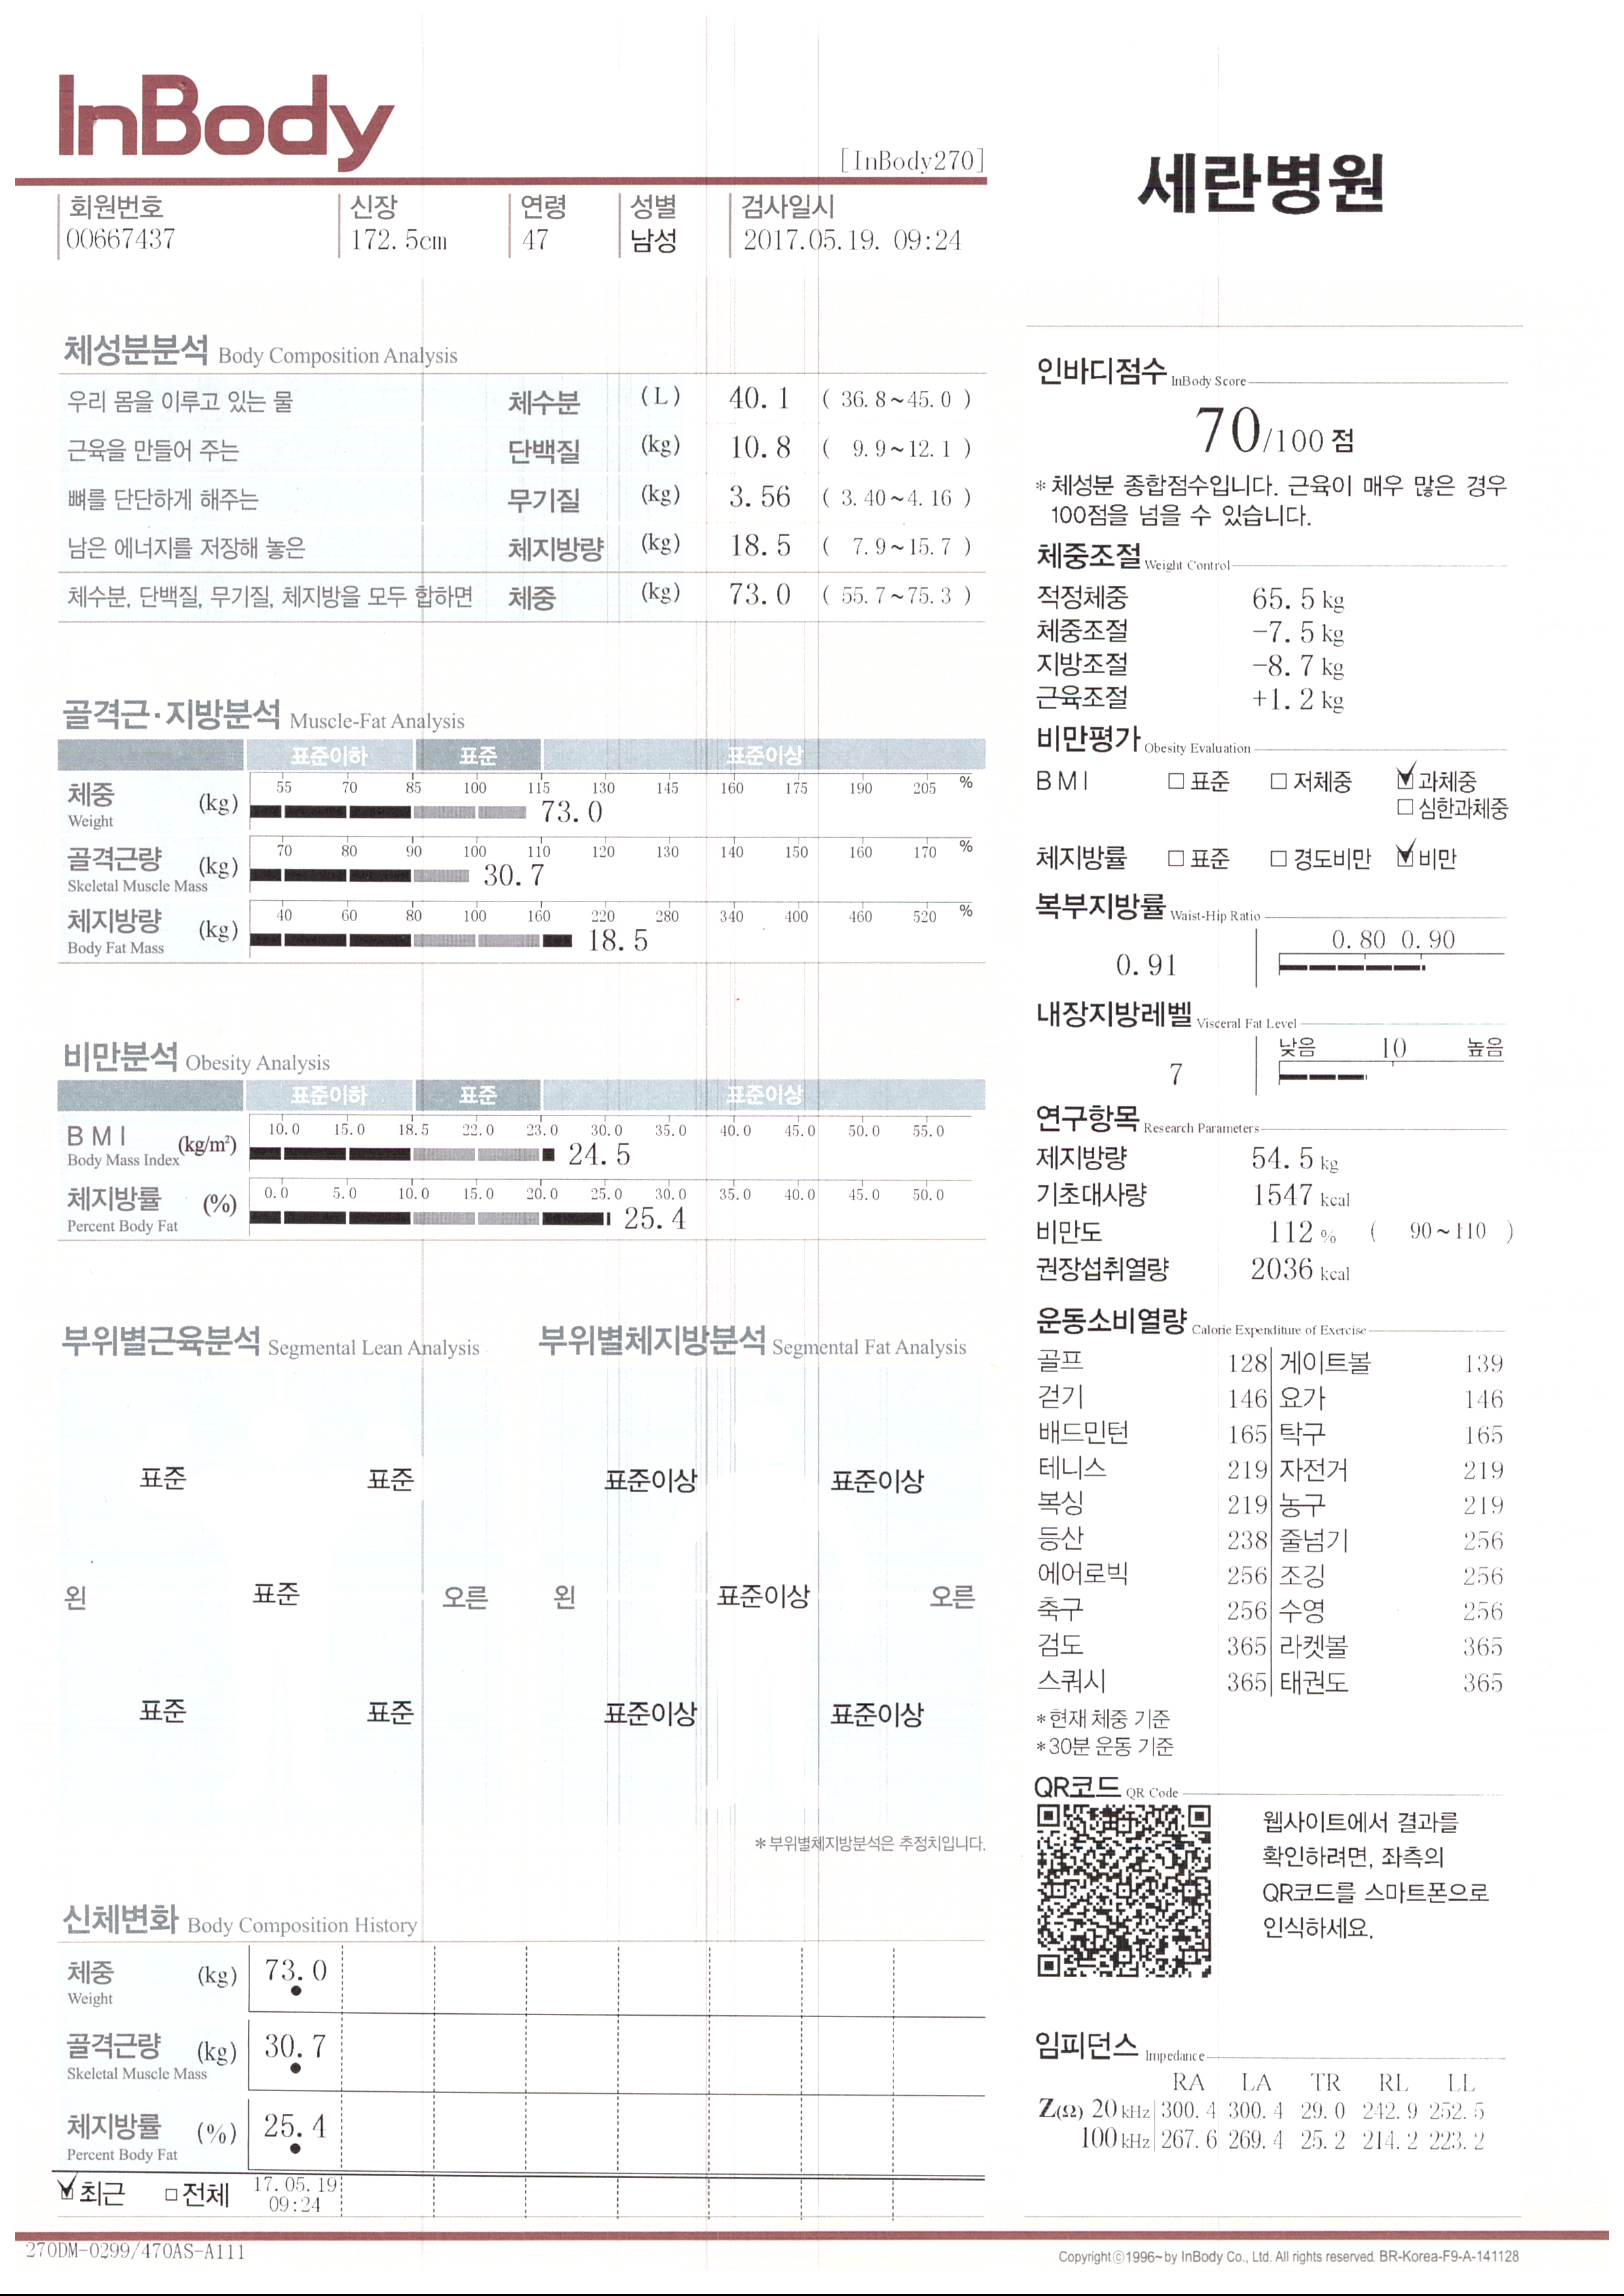 InBody
[InBody270]
세란병원
회원번호 신장 연령 성별 검사일시
00667437 172.5cm 47 남성 2017.05.19. 09:24
체성분분석 Body Composition Analysis
우리 몸을 이루고 있는 물 체수분 (L) 40.1 ( 36.8~45.0 )
근육을 만들어 주는 단백질 (kg) 10.8 ( 9.9~12.1 )
뼈를 단단하게 해주는 무기질 (kg) 3.56 ( 3.40~4.16 )
남은 에너지를 저장해 놓은 체지방량 (kg) 18.5 ( 7.9~15.7 )
체수분, 단백질, 무기질, 체지방을 모두 합하면 체중 (kg) 73.0 ( 55.7~75.3 )
골격근·지방분석 Muscle-Fat Analysis
표준이하 표준 표준이상
체중 (kg) 55 70 85 100 115 130 145 160 175 190 205 %
Weight 73.0
골격근량 (kg) 70 80 90 100 110 120 130 140 150 160 170 %
Skeletal Muscle Mass 30.7
체지방량 (kg) 40 60 80 100 160 220 280 340 400 460 520 %
Body Fat Mass 18.5
비만분석 Obesity Analysis
표준이하 표준 표준이상
BMI (kg/m²) 10.0 15.0 18.5 22.0 23.0 30.0 35.0 40.0 45.0 50.0 55.0
Body Mass Index 24.5
체지방률 (%) 0.0 5.0 10.0 15.0 20.0 25.0 30.0 35.0 40.0 45.0 50.0
Percent Body Fat 25.4
부위별근육분석 Segmental Lean Analysis
표준 표준
왼 표준 오른
표준 표준
부위별체지방분석 Segmental Fat Analysis
표준이상 표준이상
왼 표준이상 오른
표준이상 표준이상
*부위별체지방분석은 추정치입니다.
신체변화 Body Composition History
체중 (kg) 73.0
Weight
골격근량 (kg) 30.7
Skeletal Muscle Mass
체지방률 (%) 25.4
Percent Body Fat
최근 전체 17.05.19
09:24
270DM-0299/470AS-A111
인바디점수 InBody Score
70/100 점
*체성분 종합점수입니다. 근육이 매우 많은 경우
100점을 넘을 수 있습니다.
체중조절 Weight Control
적정체중 65.5 kg
체중조절 -7.5 kg
지방조절 -8.7 kg
근육조절 +1.2 kg
비만평가 Obesity Evaluation
BMI 표준 저체중 과체중
심한과체중
체지방률 표준 경도비만 비만
복부지방률 Waist-Hip Ratio
0.80 0.90
0.91
내장지방레벨 Visceral Fat Level
낮음 10 높음
7
연구항목 Research Parameters
제지방량 54.5 kg
기초대사량 1547 kcal
비만도 112 % ( 90~110 )
권장섭취열량 2036 kcal
운동소비열량 Calorie Expenditure of Exercise
골프 128 게이트볼 139
걷기 146 요가 146
배드민턴 165 탁구 165
테니스 219 자전거 219
복싱 219 농구 219
등산 238 줄넘기 256
에어로빅 256 조깅 256
축구 256 수영 256
검도 365 라켓볼 365
스쿼시 365 태권도 365
*현재 체중 기준
*30분 운동 기준
QR코드 QR Code
웹사이트에서 결과를
확인하려면, 좌측의
QR코드를 스마트폰으로
인식하세요.
임피던스 Impedance
RA LA TR RL LL
Z(Ω) 20 kHz 300.4 300.4 29.0 242.9 252.5
100 kHz 267.6 269.4 25.2 214.2 223.2
Copyright©1996~ by InBody Co., Ltd. All rights reserved. BR-Korea-F9-A-141128